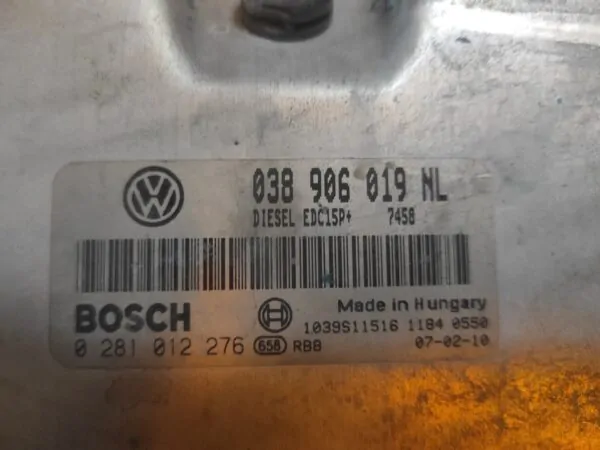 038 906 019 NL
DIESEL EDC15P+ 7458
BOSCH
Made in Hungary
1039S11516 1184 0550
0 281 012 276 658 RBB 07-02-10